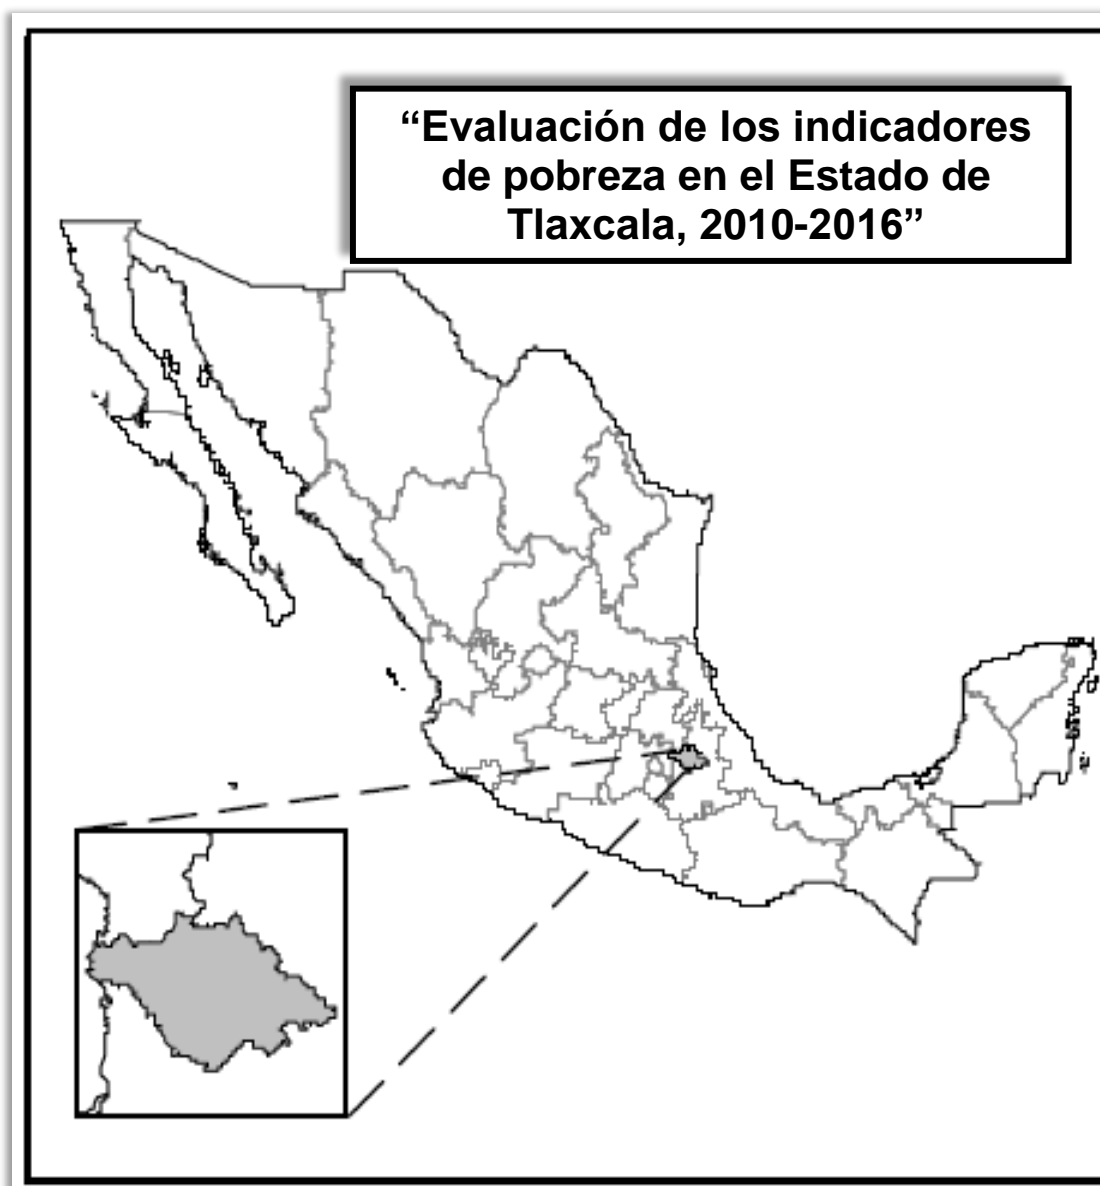 “Evaluación de los indicadores
de pobreza en el Estado de
Tlaxcala, 2010-2016”